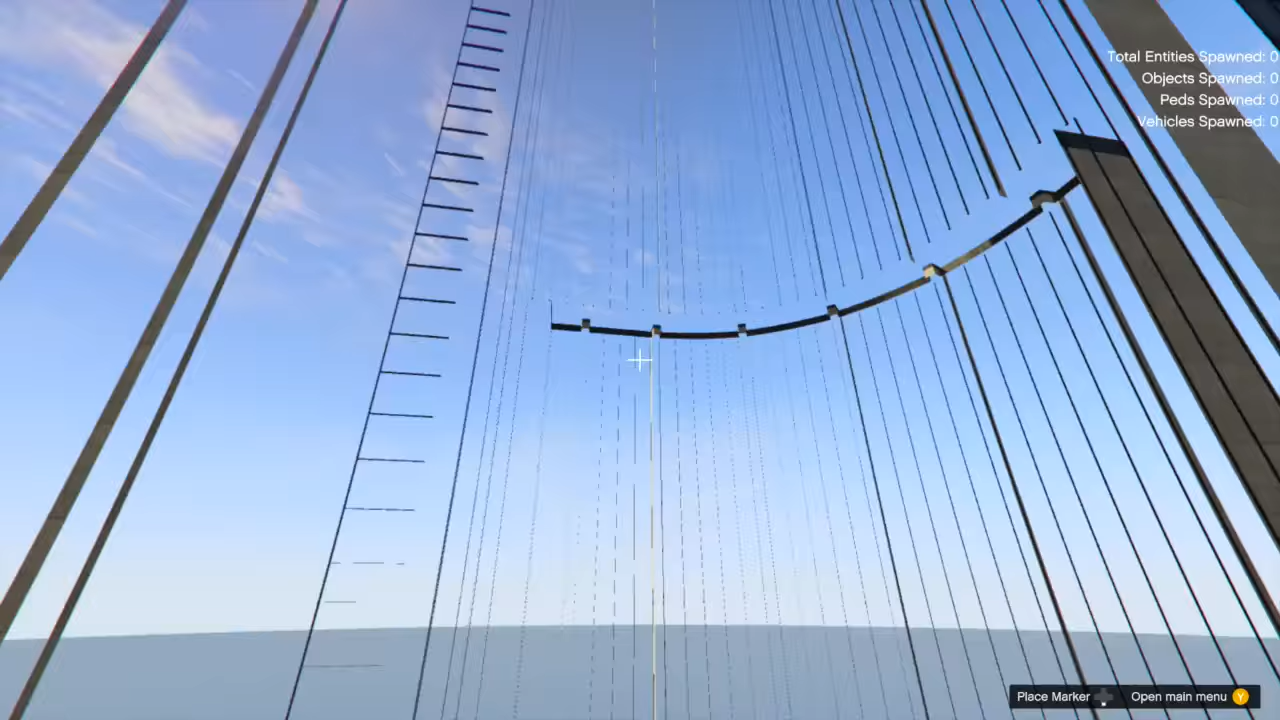 Total Entities Spawned: 0
Objects Spawned: 0
Peds Spawned: 0
Vehicles Spawned: 0
Place Marker Open main menu Y